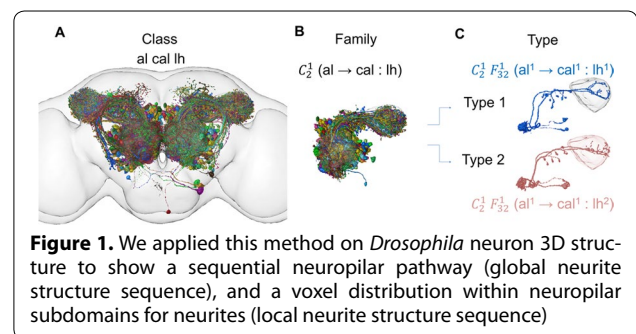 A
Class
al cal lh
B
Family
C₂¹ (al → cal : lh)
C
Type
C₂¹ F₃₂¹ (al¹ → cal¹ : lh¹)
Type 1
Type 2
C₂¹ F₃₂¹ (al¹ → cal¹ : lh²)
Figure 1. We applied this method on Drosophila neuron 3D struc-
ture to show a sequential neuropilar pathway (global neurite
structure sequence), and a voxel distribution within neuropilar
subdomains for neurites (local neurite structure sequence)